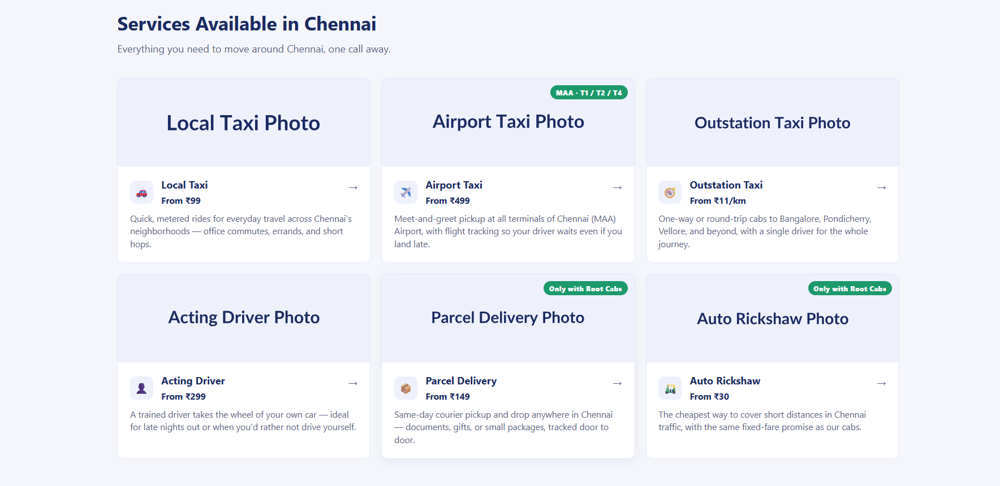 Services Available in Chennai
Everything you need to move around Chennai, one call away.
Local Taxi Photo
Local Taxi
→
From ₹99
Quick, metered rides for everyday travel across Chennai's
neighborhoods — office commutes, errands, and short
hops.
MAA · T1 / T2 / T4
Airport Taxi Photo
Airport Taxi
→
From ₹499
Meet-and-greet pickup at all terminals of Chennai (MAA)
Airport, with flight tracking so your driver waits even if you
land late.
Outstation Taxi Photo
Outstation Taxi
→
From ₹11/km
One-way or round-trip cabs to Bangalore, Pondicherry,
Vellore, and beyond, with a single driver for the whole
journey.
Acting Driver Photo
Acting Driver
→
From ₹299
A trained driver takes the wheel of your own car — ideal
for late nights out or when you'd rather not drive yourself.
Only with Root Cabs
Parcel Delivery Photo
Parcel Delivery
→
From ₹149
Same-day courier pickup and drop anywhere in Chennai
— documents, gifts, or small packages, tracked door to
door.
Only with Root Cabs
Auto Rickshaw Photo
Auto Rickshaw
→
From ₹30
The cheapest way to cover short distances in Chennai
traffic, with the same fixed-fare promise as our cabs.